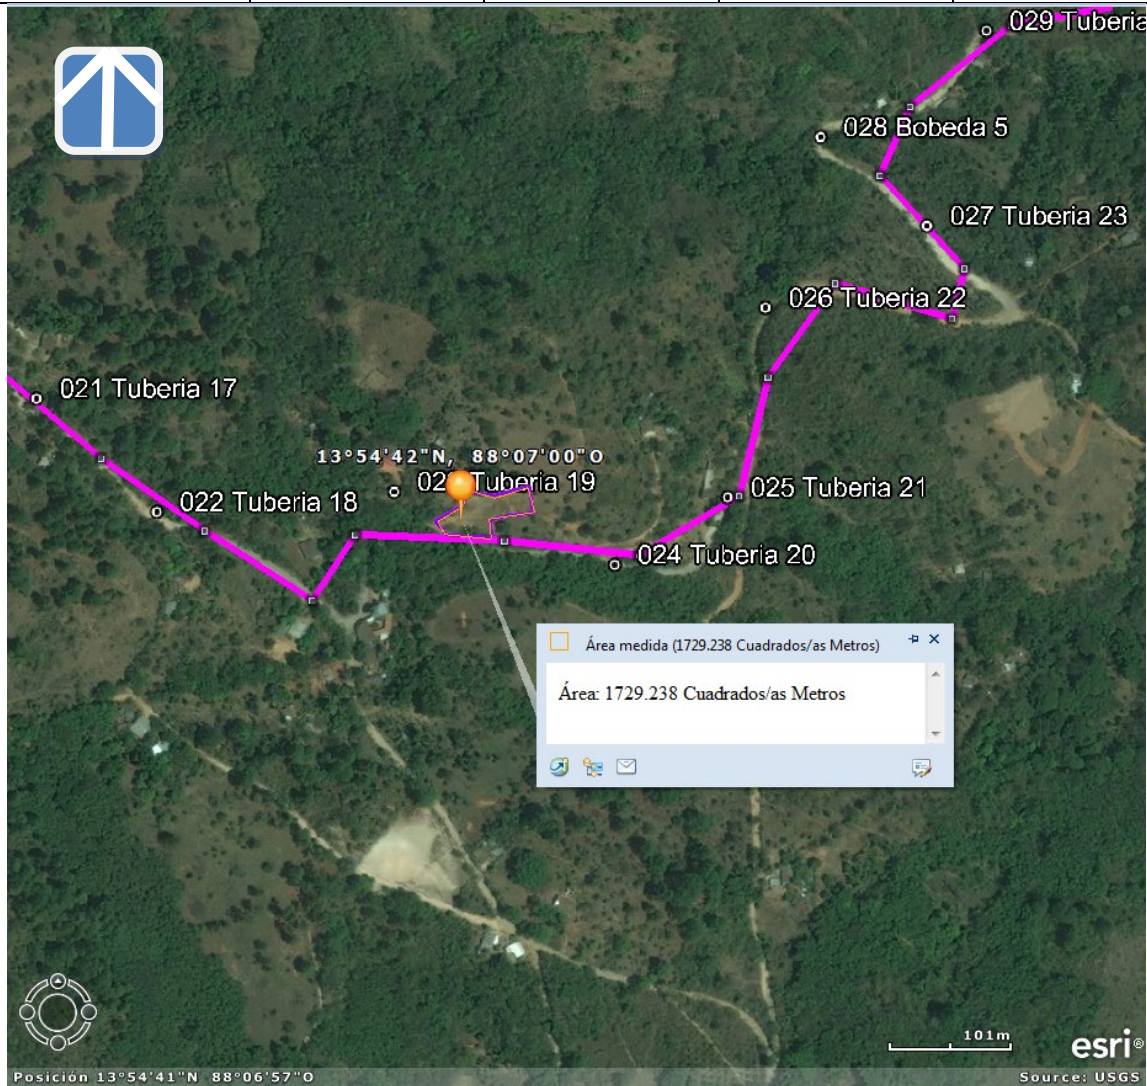 029 Tuberia
028 Bobeda 5
027 Tuberia 23
026 Tuberia 22
021 Tuberia 17
13°54'42"N, 88°07'00"O
Tuberia 19
022 Tuberia 18
025 Tuberia 21
024 Tuberia 20
Área medida (1729.238 Cuadrados/as Metros)
Área: 1729.238 Cuadrados/as Metros
101m
esri®
Posición 13°54'41"N 88°06'57"O
Source: USGS